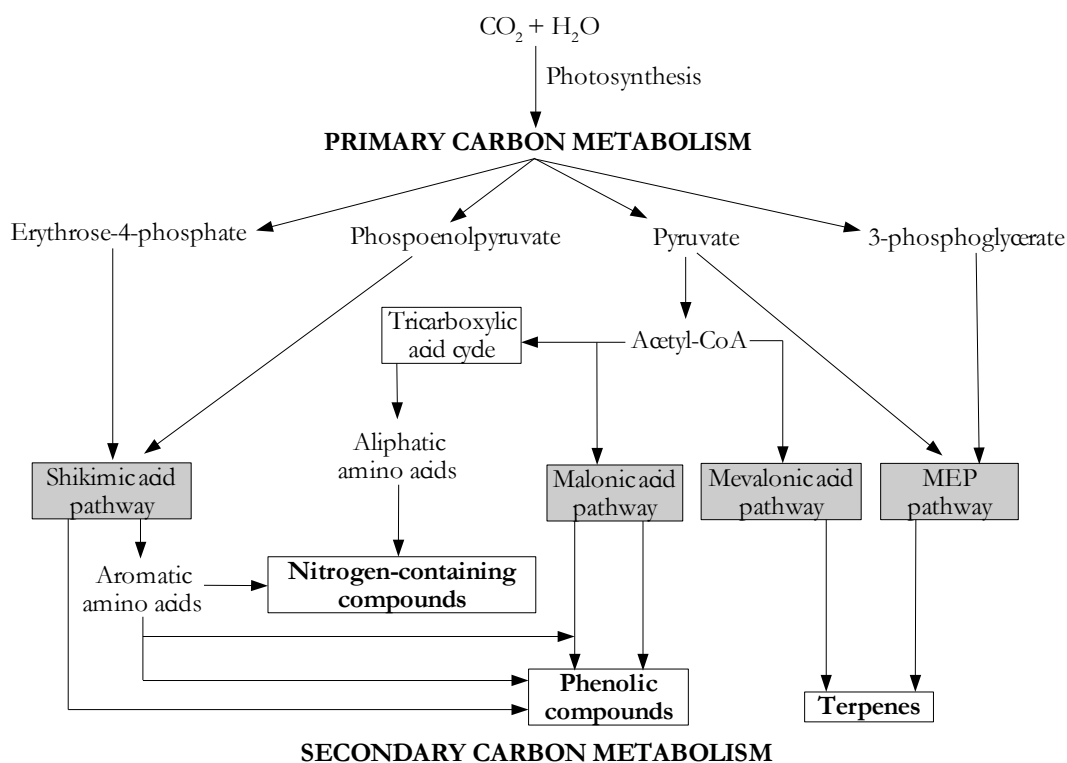 CO₂ + H₂O
Photosynthesis
PRIMARY CARBON METABOLISM
Erythrose-4-phosphate
Phospoenolpyruvate
Pyruvate
3-phosphoglycerate
Tricarboxylic
acid cycle
Acetyl-CoA
Aliphatic
amino acids
Shikimic acid
pathway
Malonic acid
pathway
Mevalonic acid
pathway
MEP
pathway
Aromatic
amino acids
Nitrogen-containing
compounds
Phenolic
compounds
Terpenes
SECONDARY CARBON METABOLISM